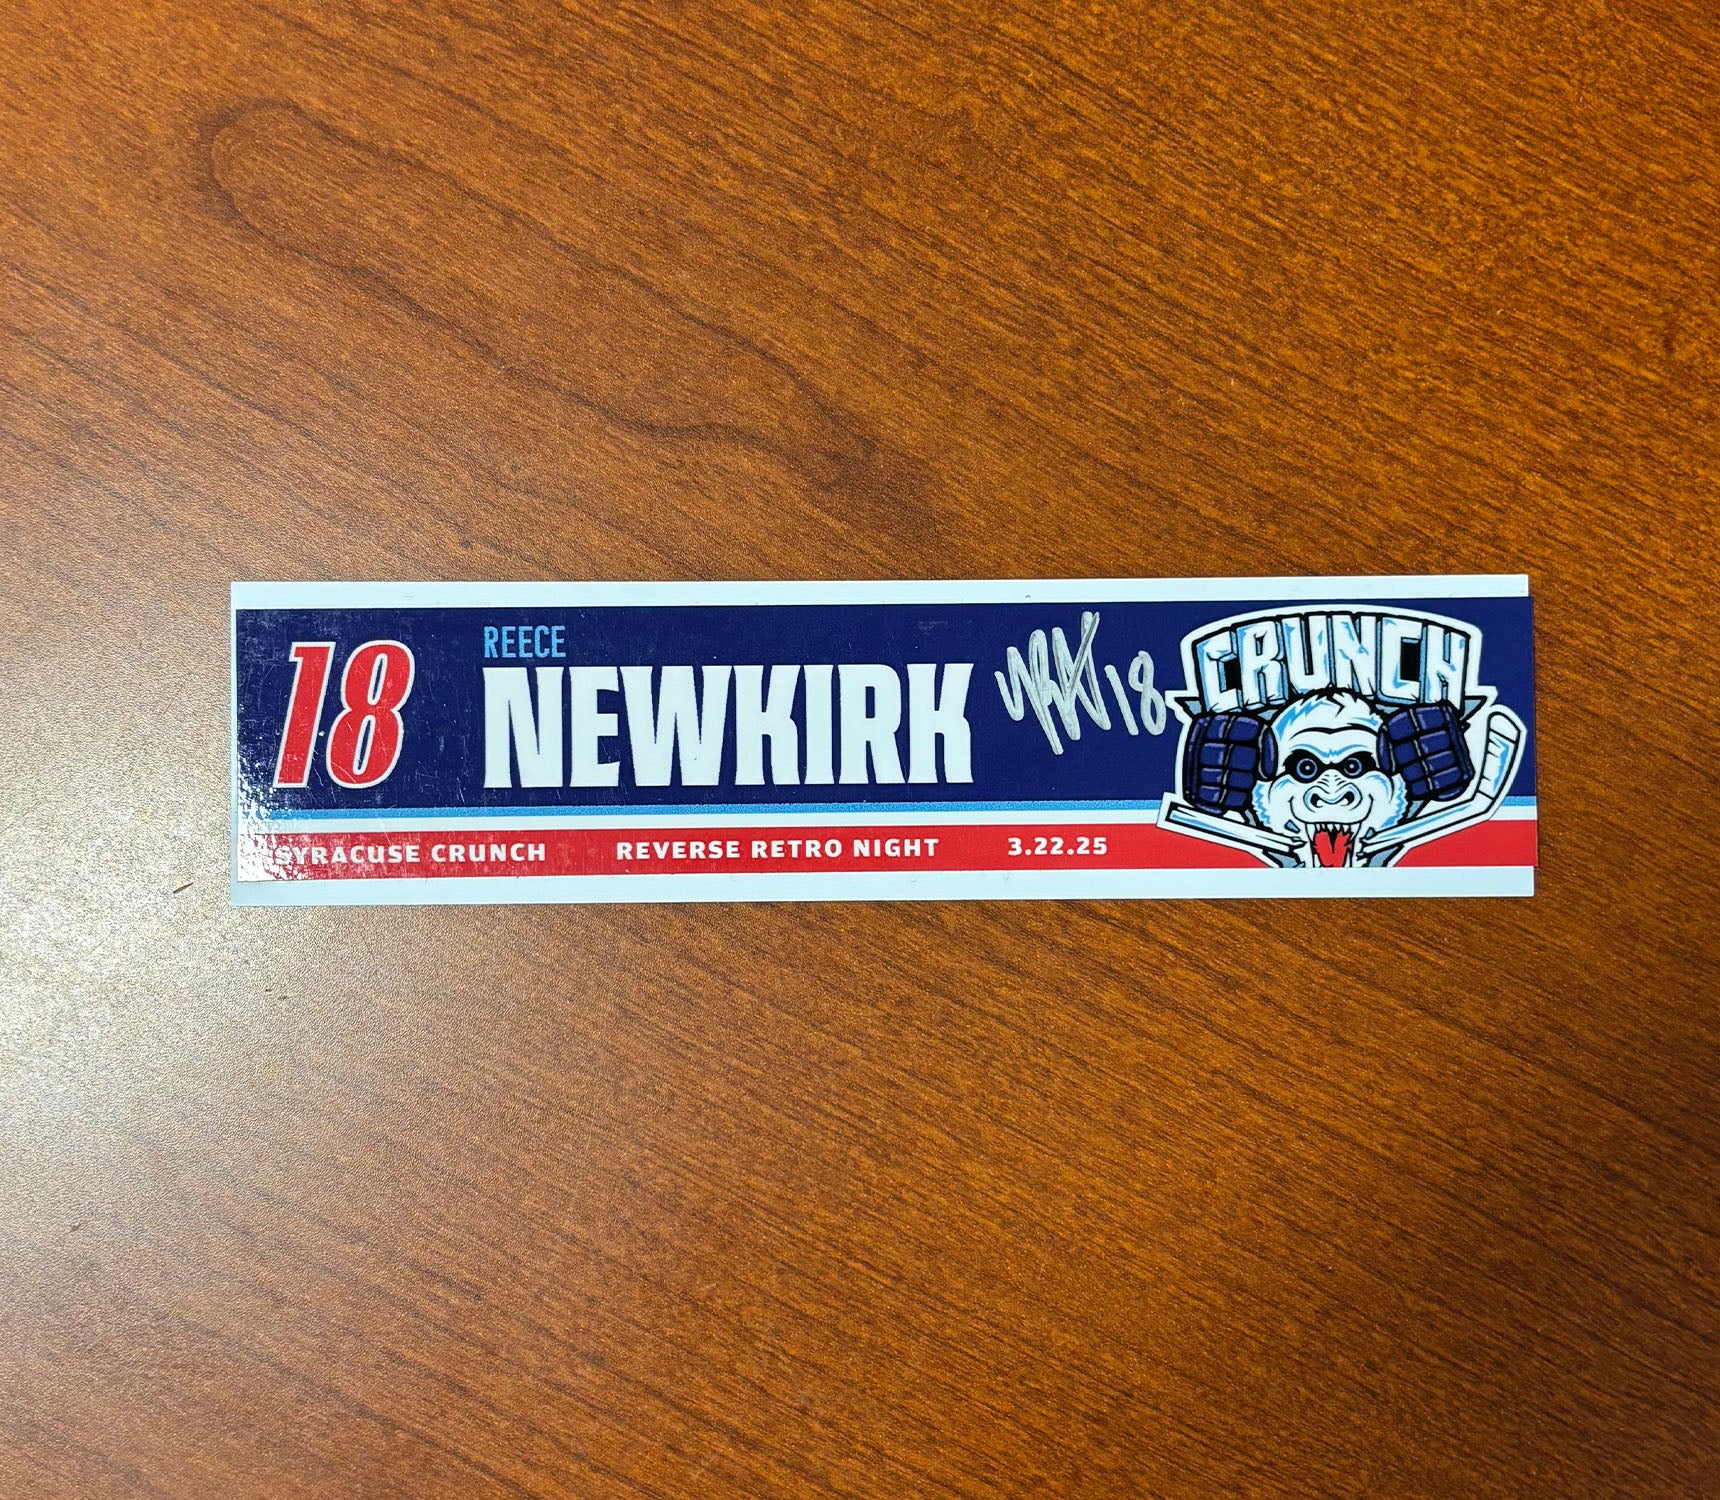 18
REECE
NEWKIRK
18
CRUNCH
SYRACUSE CRUNCH REVERSE RETRO NIGHT 3.22.25